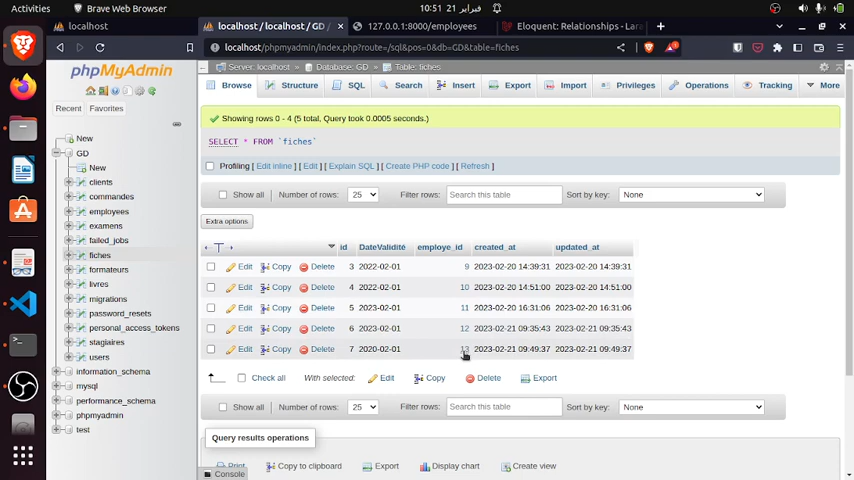 Activities
Brave Web Browser
10:51 21 فبراير
localhost
localhost / localhost / GD
127.0.0.1:8000/employees
Eloquent: Relationships - Lara
localhost/phpmyadmin/index.php?route=/sql&pos=0&db=GD&table=fiches
phpMyAdmin
Recent Favorites
New
GD
New
clients
commandes
employees
examens
failed_jobs
fiches
formateurs
livres
migrations
password_resets
personal_access_tokens
stagiaires
users
information_schema
mysql
performance_schema
phpmyadmin
test
Server: localhost » Database: GD » Table: fiches
Browse Structure SQL Search Insert Export Import Privileges Operations Tracking More
Showing rows 0 - 4 (5 total, Query took 0.0005 seconds.)
SELECT * FROM `fiches`
Profiling [ Edit inline ] [ Edit ] [ Explain SQL ] [ Create PHP code ] [ Refresh ]
Show all Number of rows: 25 Filter rows: Search this table Sort by key: None
Extra options
id DateValidité employe_id created_at updated_at
Edit Copy Delete 3 2022-02-01 9 2023-02-20 14:39:31 2023-02-20 14:39:31
Edit Copy Delete 4 2022-02-01 10 2023-02-20 14:51:00 2023-02-20 14:51:00
Edit Copy Delete 5 2023-02-01 11 2023-02-20 16:31:06 2023-02-20 16:31:06
Edit Copy Delete 6 2023-02-01 12 2023-02-21 09:35:43 2023-02-21 09:35:43
Edit Copy Delete 7 2020-02-01 13 2023-02-21 09:49:37 2023-02-21 09:49:37
Check all With selected: Edit Copy Delete Export
Show all Number of rows: 25 Filter rows: Search this table Sort by key: None
Query results operations
Print Copy to clipboard Export Display chart Create view
Console